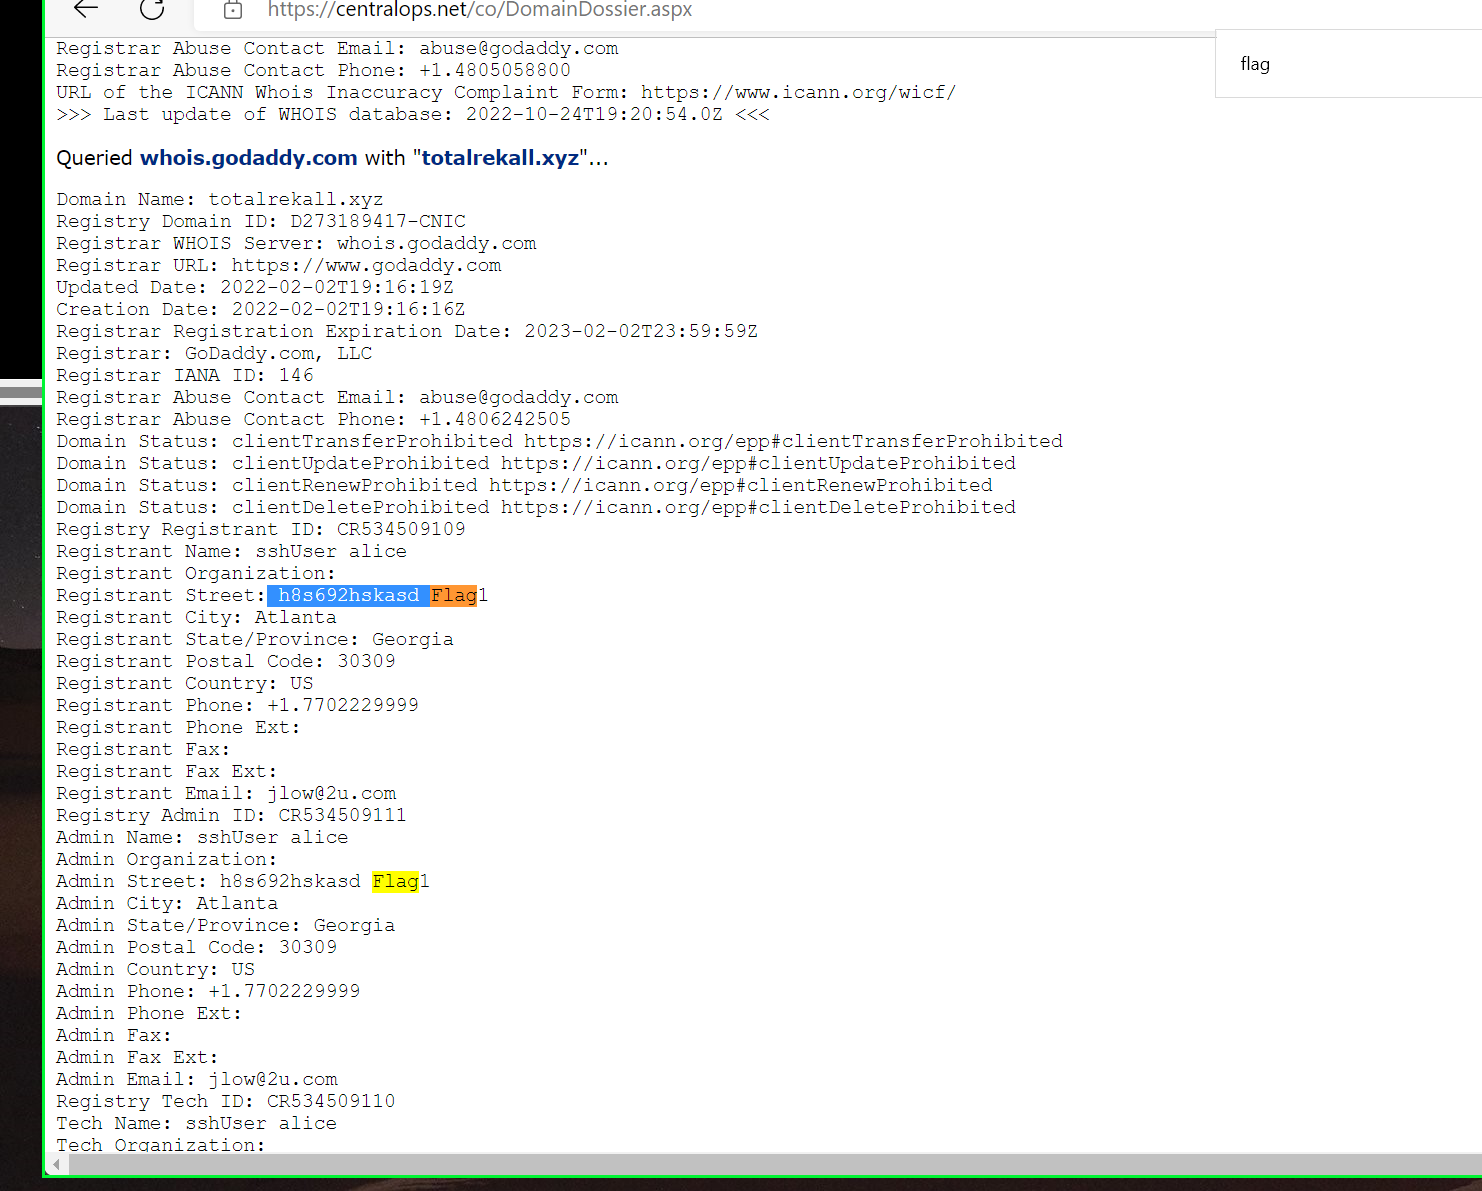 https://centralops.net/co/DomainDossier.aspx
flag
Registrar Abuse Contact Email: abuse@godaddy.com
Registrar Abuse Contact Phone: +1.4805058800
URL of the ICANN Whois Inaccuracy Complaint Form: https://www.icann.org/wicf/
>>> Last update of WHOIS database: 2022-10-24T19:20:54.0Z <<<
Queried whois.godaddy.com with "totalrekall.xyz"...
Domain Name: totalrekall.xyz
Registry Domain ID: D273189417-CNIC
Registrar WHOIS Server: whois.godaddy.com
Registrar URL: https://www.godaddy.com
Updated Date: 2022-02-02T19:16:19Z
Creation Date: 2022-02-02T19:16:16Z
Registrar Registration Expiration Date: 2023-02-02T23:59:59Z
Registrar: GoDaddy.com, LLC
Registrar IANA ID: 146
Registrar Abuse Contact Email: abuse@godaddy.com
Registrar Abuse Contact Phone: +1.4806242505
Domain Status: clientTransferProhibited https://icann.org/epp#clientTransferProhibited
Domain Status: clientUpdateProhibited https://icann.org/epp#clientUpdateProhibited
Domain Status: clientRenewProhibited https://icann.org/epp#clientRenewProhibited
Domain Status: clientDeleteProhibited https://icann.org/epp#clientDeleteProhibited
Registry Registrant ID: CR534509109
Registrant Name: sshUser alice
Registrant Organization:
Registrant Street: h8s692hskasd Flag1
Registrant City: Atlanta
Registrant State/Province: Georgia
Registrant Postal Code: 30309
Registrant Country: US
Registrant Phone: +1.7702229999
Registrant Phone Ext:
Registrant Fax:
Registrant Fax Ext:
Registrant Email: jlow@2u.com
Registry Admin ID: CR534509111
Admin Name: sshUser alice
Admin Organization:
Admin Street: h8s692hskasd Flag1
Admin City: Atlanta
Admin State/Province: Georgia
Admin Postal Code: 30309
Admin Country: US
Admin Phone: +1.7702229999
Admin Phone Ext:
Admin Fax:
Admin Fax Ext:
Admin Email: jlow@2u.com
Registry Tech ID: CR534509110
Tech Name: sshUser alice
Tech Organization: